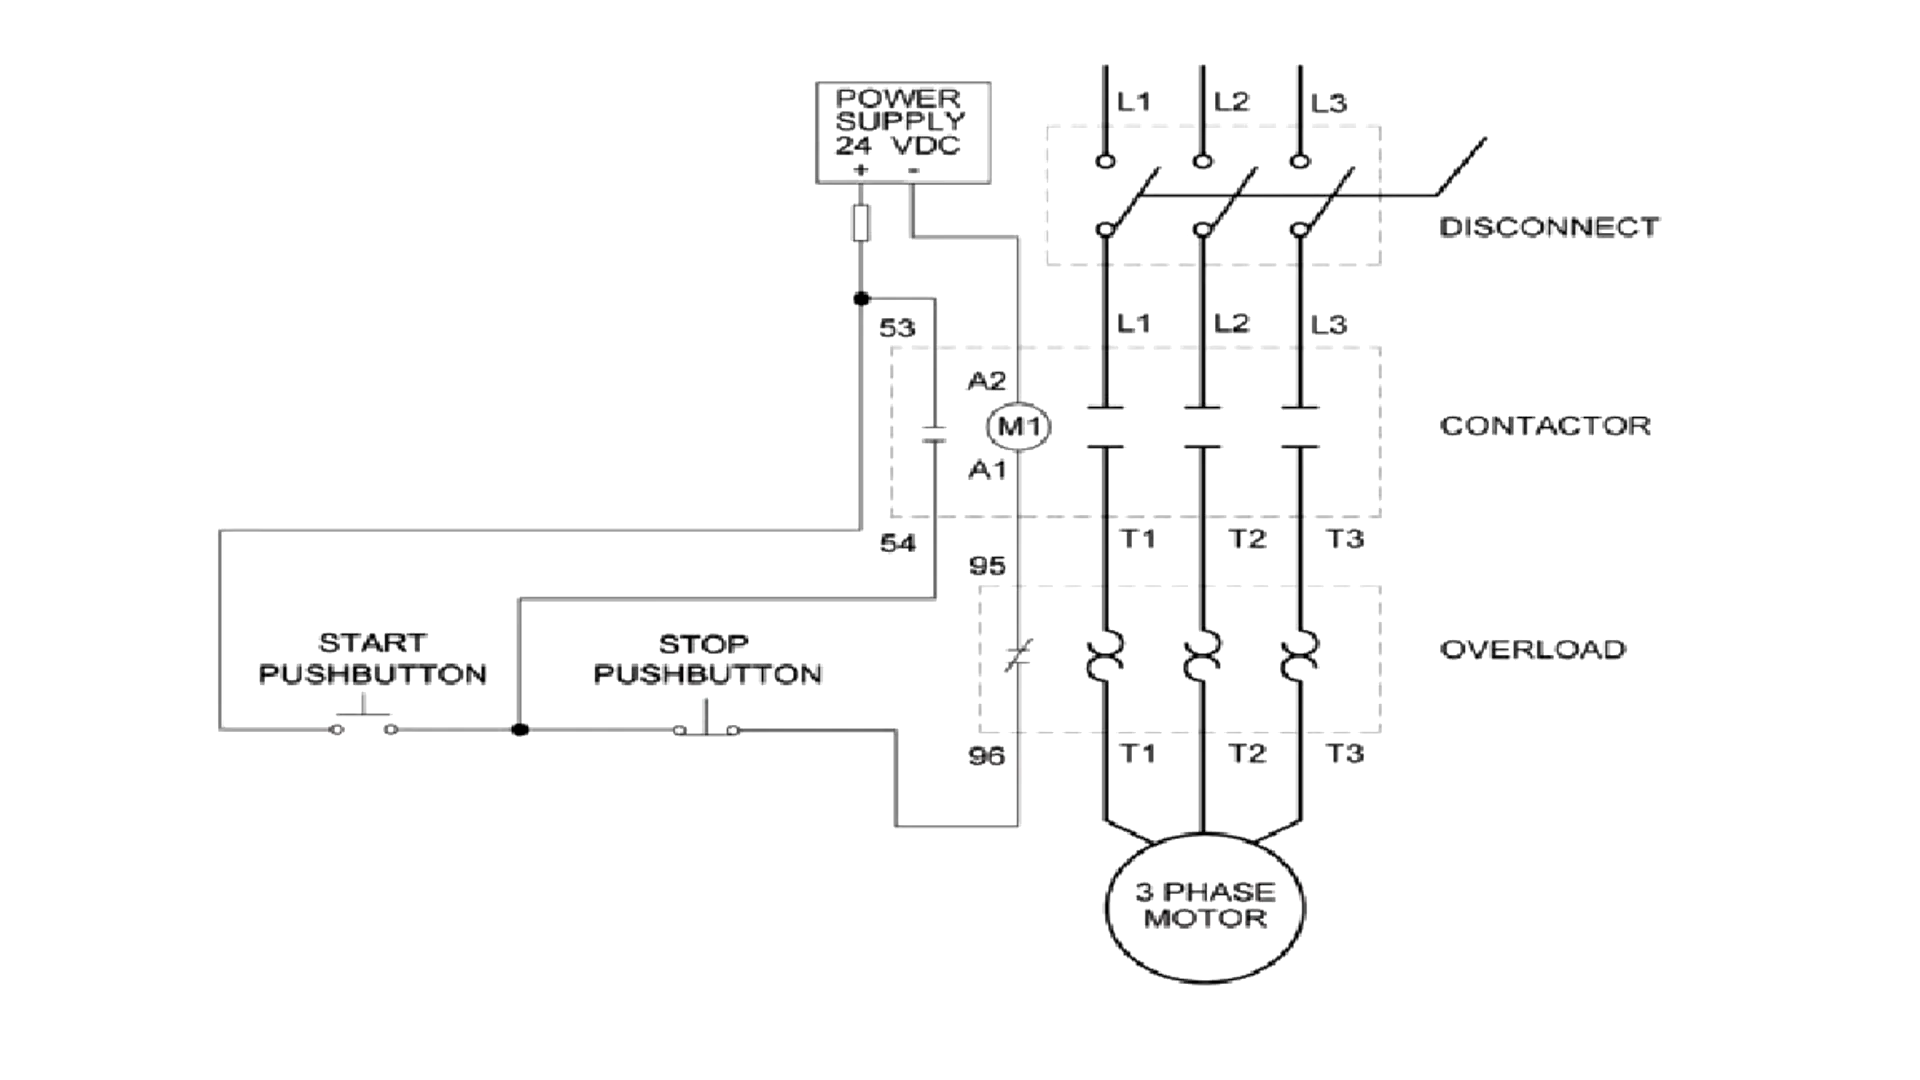 POWER
SUPPLY
24 VDC
+ -
L1 L2 L3
DISCONNECT
L1 L2 L3
53
A2
M1
A1
CONTACTOR
54
T1 T2 T3
95
START
PUSHBUTTON
STOP
PUSHBUTTON
OVERLOAD
96
T1 T2 T3
3 PHASE
MOTOR